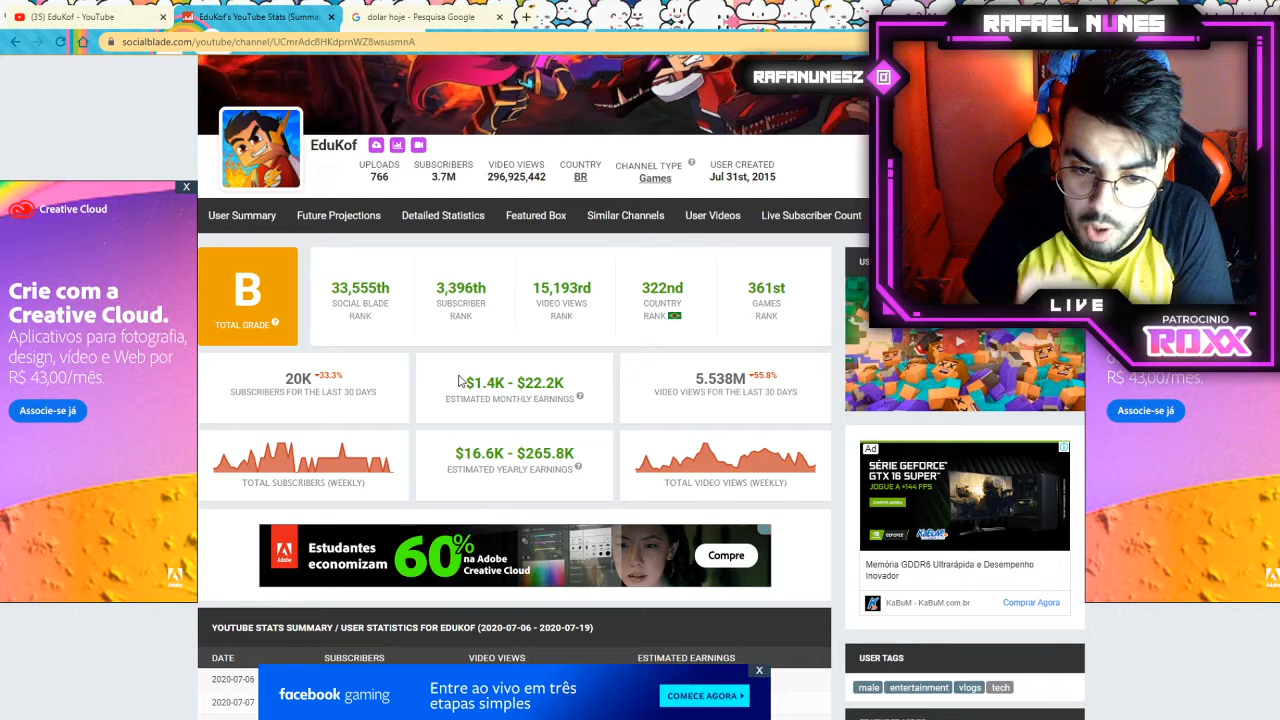 (35) EduKof - YouTube
EduKof's YouTube Stats (Summa
dolar hoje - Pesquisa Google
socialblade.com/youtube/channel/UCmrAdc8HKdprnWZ8wsusmnA
RAFAEL NUNES
RAFANUNESZ
LIVE
PATROCINIO
ROXX
EduKof
UPLOADS
766
SUBSCRIBERS
3.7M
VIDEO VIEWS
296,925,442
COUNTRY
BR
CHANNEL TYPE
Games
USER CREATED
Jul 31st, 2015
User Summary
Future Projections
Detailed Statistics
Featured Box
Similar Channels
User Videos
Live Subscriber Count
X
Creative Cloud
Crie com a
Creative Cloud.
Aplicativos para fotografia,
design, vídeo e Web por
R$ 43,00/mês.
Associe-se já
B
TOTAL GRADE
33,555th
SOCIAL BLADE
RANK
3,396th
SUBSCRIBER
RANK
15,193rd
VIDEO VIEWS
RANK
322nd
COUNTRY
RANK
361st
GAMES
RANK
US
20K -33.3%
SUBSCRIBERS FOR THE LAST 30 DAYS
$1.4K - $22.2K
ESTIMATED MONTHLY EARNINGS
5.538M -55.8%
VIDEO VIEWS FOR THE LAST 30 DAYS
TOTAL SUBSCRIBERS (WEEKLY)
$16.6K - $265.8K
ESTIMATED YEARLY EARNINGS
TOTAL VIDEO VIEWS (WEEKLY)
R$ 43,00/mês.
Associe-se já
Ad
SÉRIE GEFORCE
GTX 16 SUPER™
JOGUE A +144 FPS
GEFORCE
KaBuM!
Memória GDDR6 Ultrarápida e Desempenho
Inovador
KaBuM - KaBuM.com.br
Comprar Agora
Adobe
Estudantes
economizam
60%
na Adobe
Creative Cloud
Compre
Adobe
YOUTUBE STATS SUMMARY / USER STATISTICS FOR EDUKOF (2020-07-06 - 2020-07-19)
DATE
SUBSCRIBERS
VIDEO VIEWS
ESTIMATED EARNINGS
2020-07-06
2020-07-07
X
facebook gaming
Entre ao vivo em três
etapas simples
COMECE AGORA
USER TAGS
male
entertainment
vlogs
tech